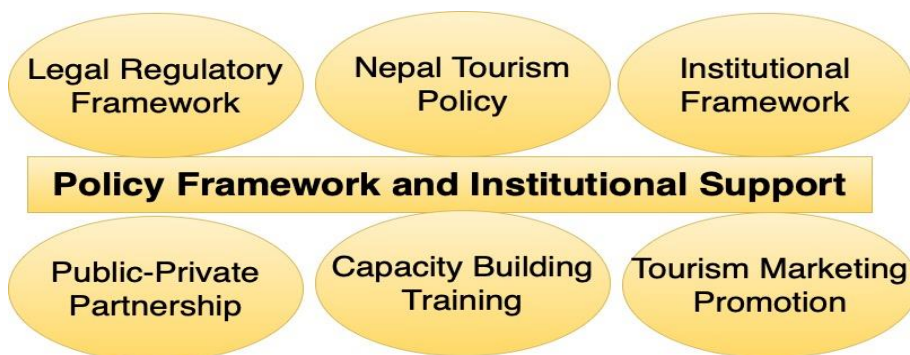 Legal Regulatory
Framework
Nepal Tourism
Policy
Institutional
Framework
Policy Framework and Institutional Support
Public-Private
Partnership
Capacity Building
Training
Tourism Marketing
Promotion